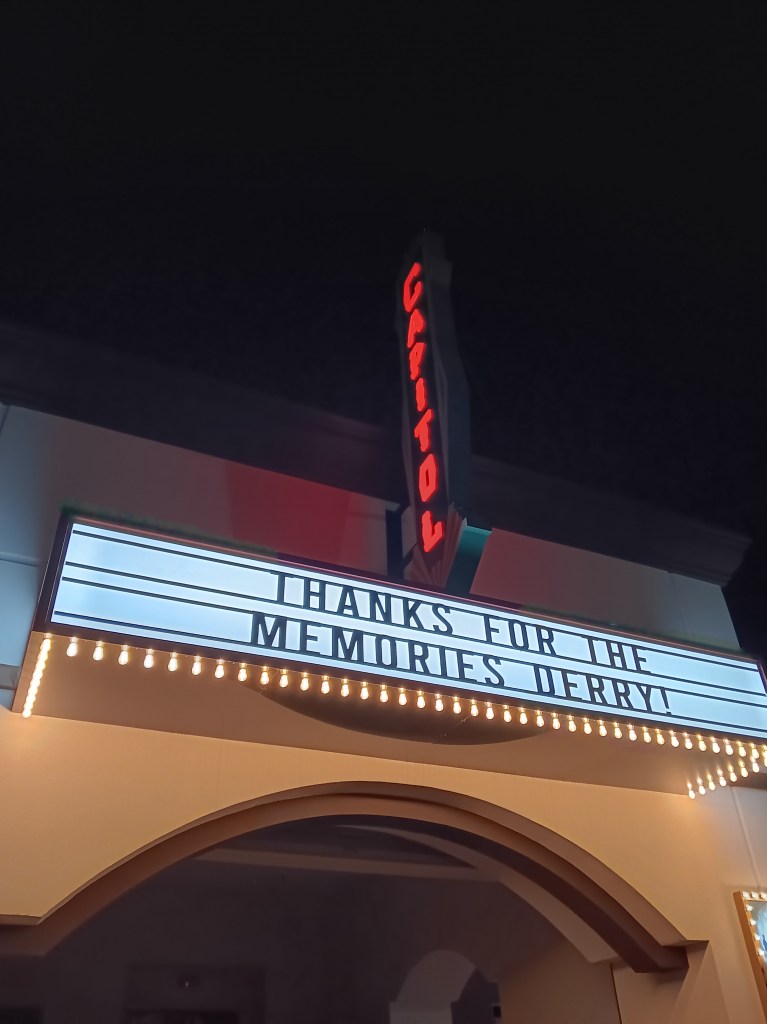 CAPITOL
THANKS FOR THE
MEMORIES DERRY!